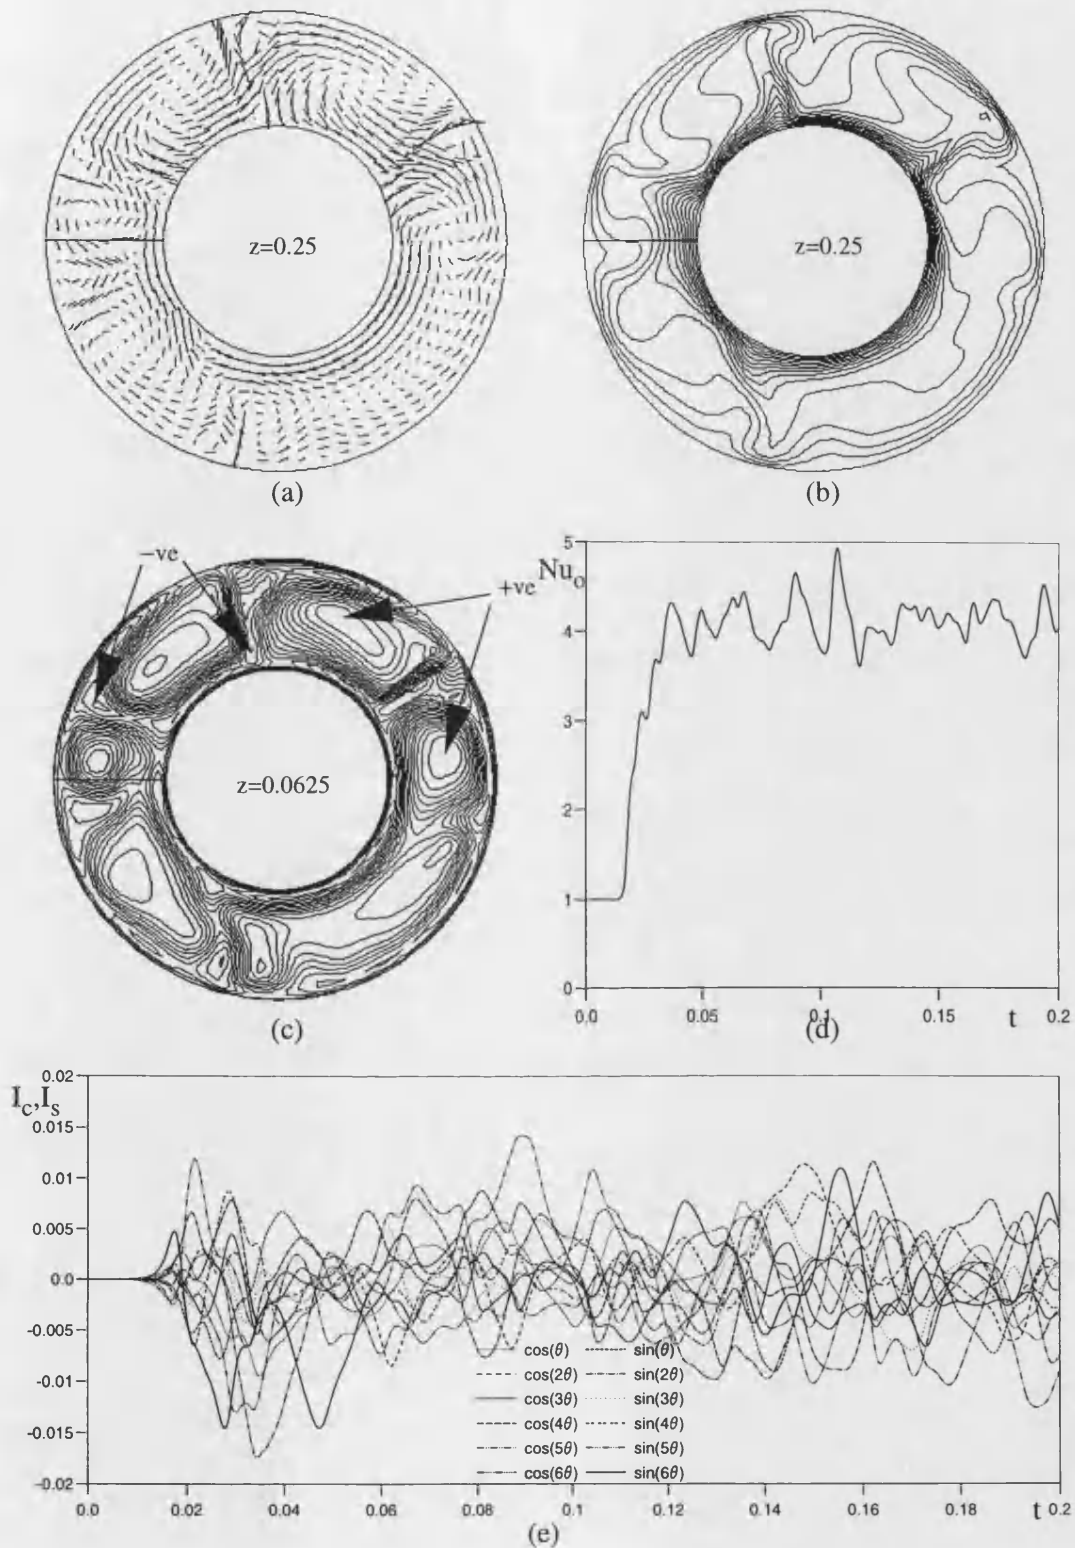 z=0.25
z=0.25
(a)
(b)
−ve
+ve
z=0.0625
(c)
Nu₀
5
4
3
2
1
0
0.0
0.05
0.1
0.15
0.2
t
(d)
I_c,I_s
0.02
0.015
0.01
0.005
0.0
-0.005
-0.01
-0.015
-0.02
cos(θ)
sin(θ)
cos(2θ)
sin(2θ)
cos(3θ)
sin(3θ)
cos(4θ)
sin(4θ)
cos(5θ)
sin(5θ)
cos(6θ)
sin(6θ)
0.0
0.02
0.04
0.06
0.08
0.1
0.12
0.14
0.16
0.18
0.2
t
(e)